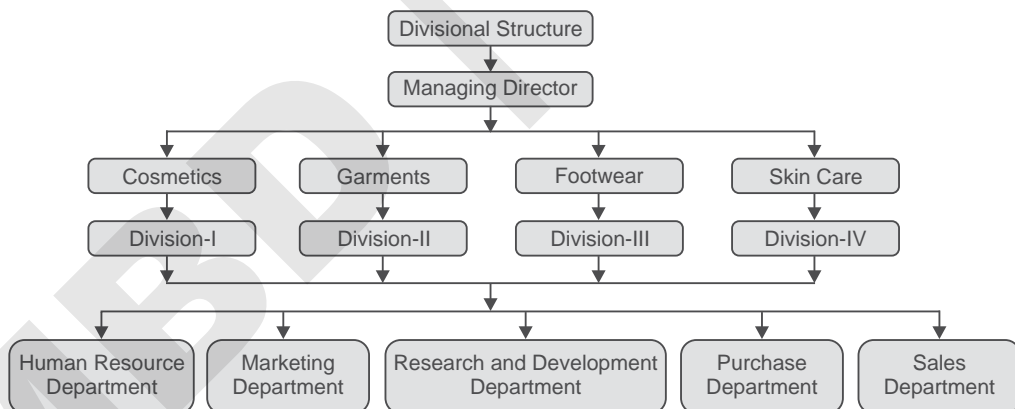 Divisional Structure
Managing Director
Cosmetics
Garments
Footwear
Skin Care
Division-I
Division-II
Division-III
Division-IV
Human Resource
Department
Marketing
Department
Research and Development
Department
Purchase
Department
Sales
Department
MBD